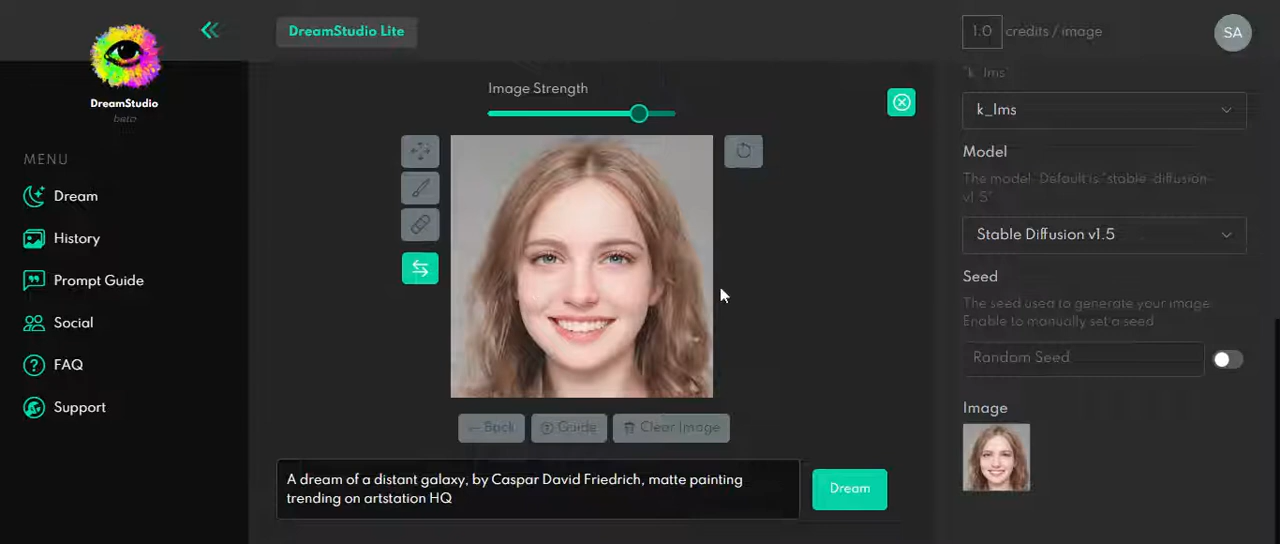 DreamStudio Lite
1.0 credits / image
SA
DreamStudio
beta
MENU
Dream
History
Prompt Guide
Social
FAQ
Support
Image Strength
Back
Guide
Clear Image
A dream of a distant galaxy, by Caspar David Friedrich, matte painting
trending on artstation HQ
Dream
"k_lms"
k_lms
Model
The model. Default is "stable-diffusion-
v1.5"
Stable Diffusion v1.5
Seed
The seed used to generate your image.
Enable to manually set a seed
Random Seed
Image